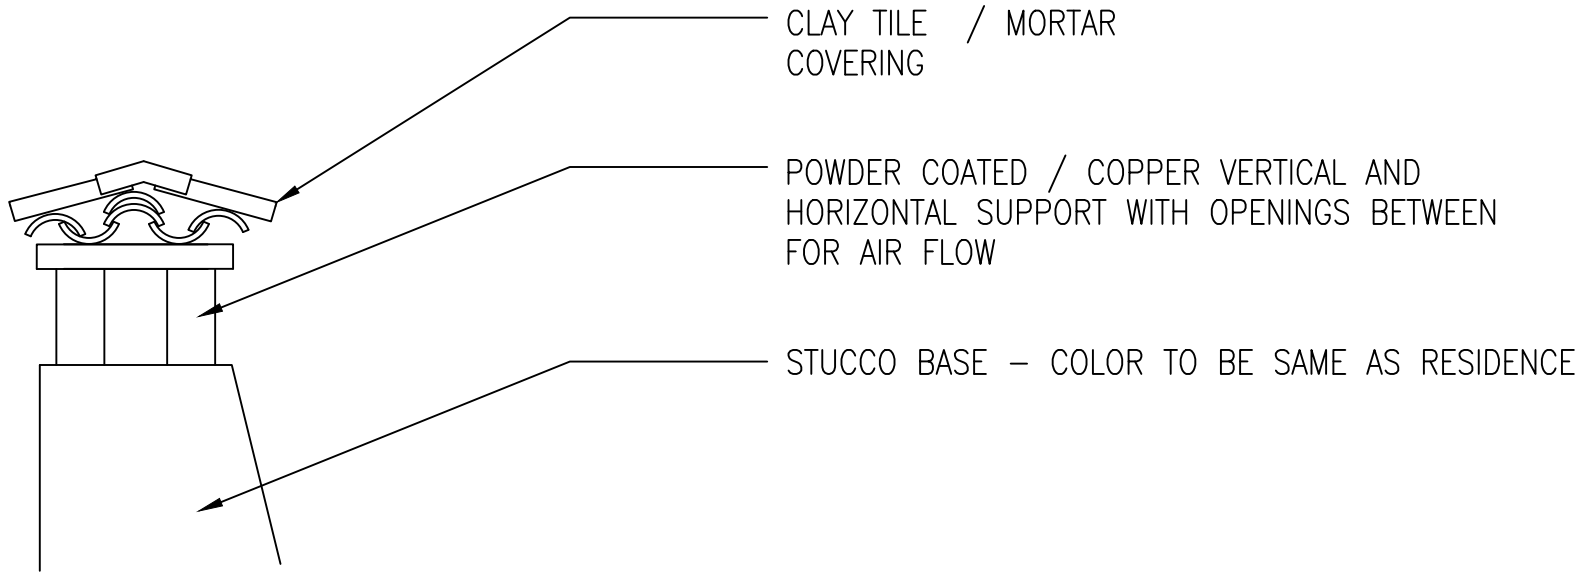 CLAY TILE / MORTAR
COVERING
POWDER COATED / COPPER VERTICAL AND
HORIZONTAL SUPPORT WITH OPENINGS BETWEEN
FOR AIR FLOW
STUCCO BASE – COLOR TO BE SAME AS RESIDENCE